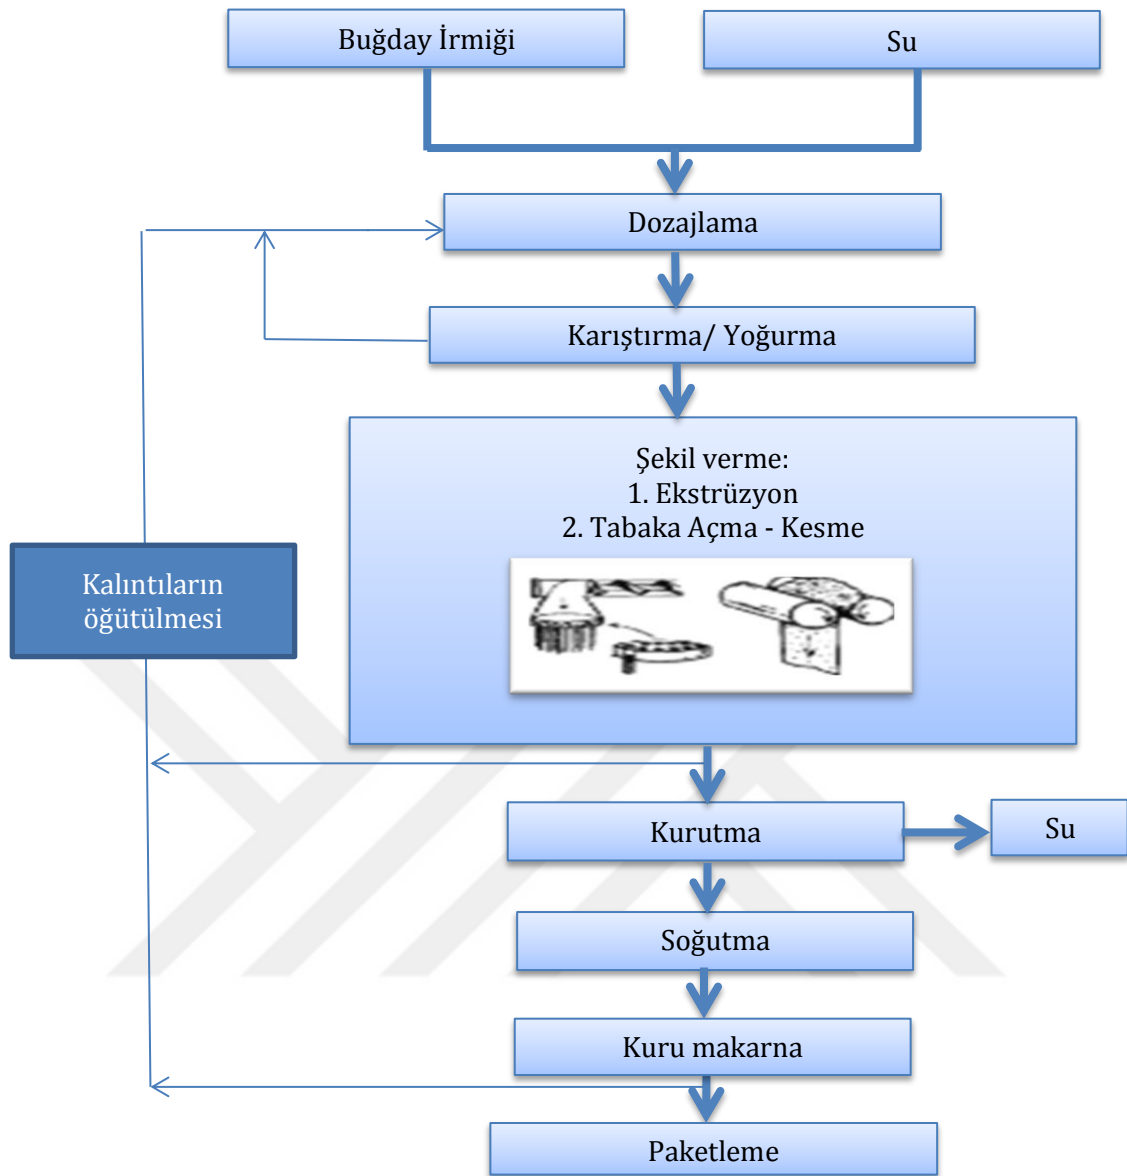 Buğday İrmiği
Su
Dozajlama
Karıştırma/ Yoğurma
Şekil verme:
1. Ekstrüzyon
2. Tabaka Açma - Kesme
Kalıntıların
öğütülmesi
Kurutma
Su
Soğutma
Kuru makarna
Paketleme